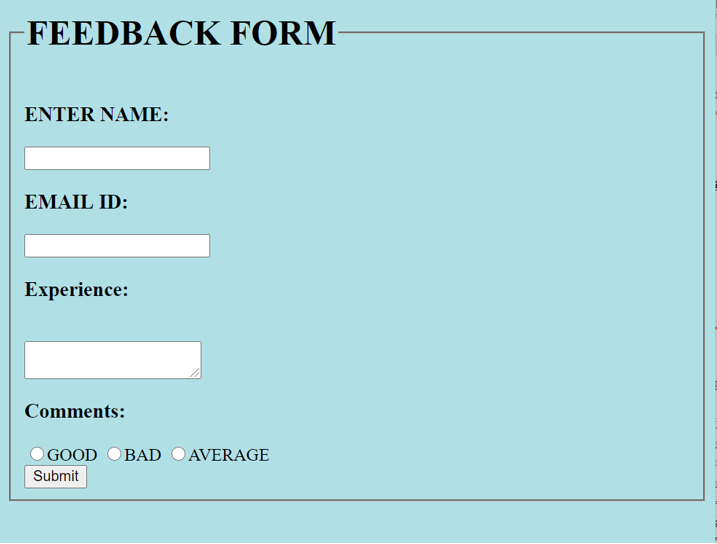 FEEDBACK FORM
ENTER NAME:
EMAIL ID:
Experience:
Comments:
GOOD BAD AVERAGE
Submit